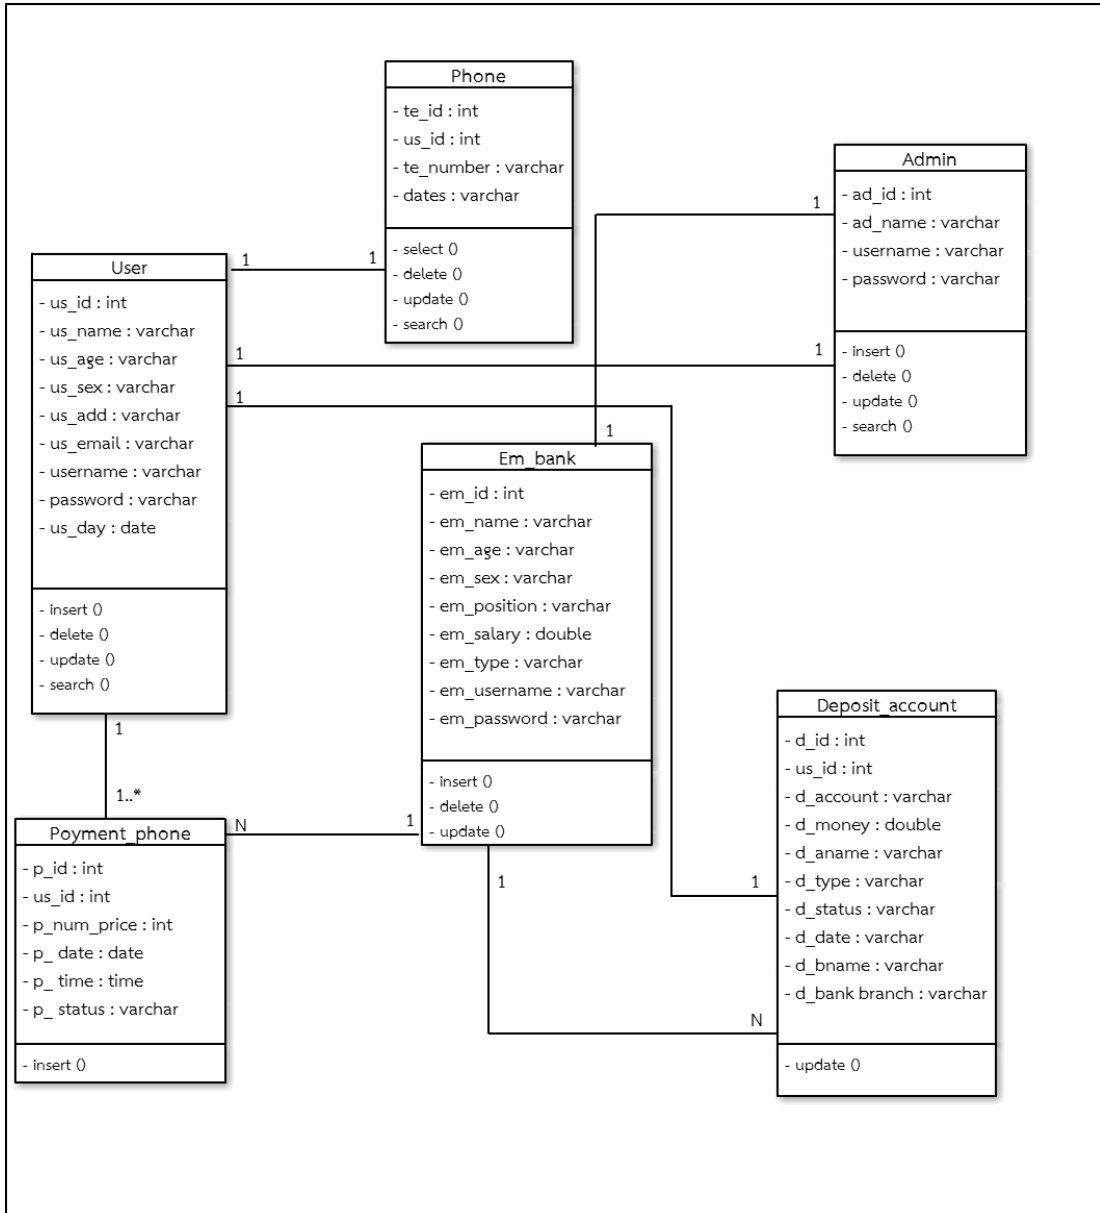 Phone
- te_id : int
- us_id : int
- te_number : varchar
- dates : varchar
- select ()
- delete ()
- update ()
- search ()
Admin
- ad_id : int
- ad_name : varchar
- username : varchar
- password : varchar
- insert ()
- delete ()
- update ()
- search ()
User
- us_id : int
- us_name : varchar
- us_age : varchar
- us_sex : varchar
- us_add : varchar
- us_email : varchar
- username : varchar
- password : varchar
- us_day : date
- insert ()
- delete ()
- update ()
- search ()
1
1
1
1
1
1
1
Em_bank
- em_id : int
- em_name : varchar
- em_age : varchar
- em_sex : varchar
- em_position : varchar
- em_salary : double
- em_type : varchar
- em_username : varchar
- em_password : varchar
- insert ()
- delete ()
- update ()
1
1..*
N
1
1
1
N
Poyment_phone
- p_id : int
- us_id : int
- p_num_price : int
- p_ date : date
- p_ time : time
- p_ status : varchar
- insert ()
Deposit_account
- d_id : int
- us_id : int
- d_account : varchar
- d_money : double
- d_aname : varchar
- d_type : varchar
- d_status : varchar
- d_date : varchar
- d_bname : varchar
- d_bank branch : varchar
- update ()